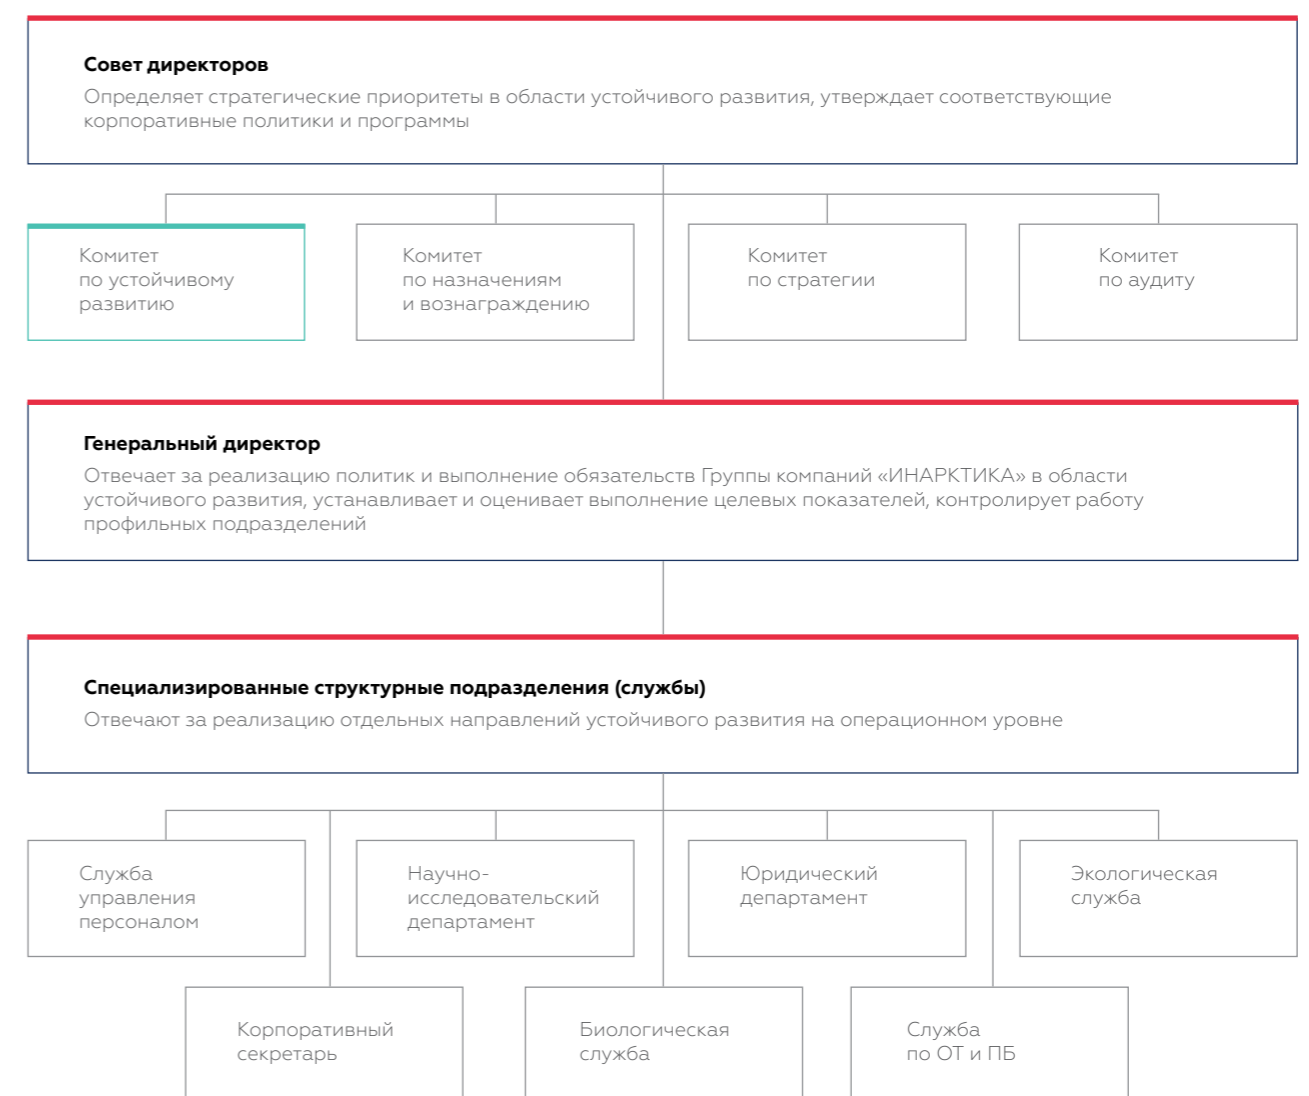 Совет директоров
Определяет стратегические приоритеты в области устойчивого развития, утверждает соответствующие
корпоративные политики и программы
Комитет
по устойчивому
развитию
Комитет
по назначениям
и вознаграждению
Комитет
по стратегии
Комитет
по аудиту
Генеральный директор
Отвечает за реализацию политик и выполнение обязательств Группы компаний «ИНАРКТИКА» в области
устойчивого развития, устанавливает и оценивает выполнение целевых показателей, контролирует работу
профильных подразделений
Специализированные структурные подразделения (службы)
Отвечают за реализацию отдельных направлений устойчивого развития на операционном уровне
Служба
управления
персоналом
Научно-
исследовательский
департамент
Юридический
департамент
Экологическая
служба
Корпоративный
секретарь
Биологическая
служба
Служба
по ОТ и ПБ